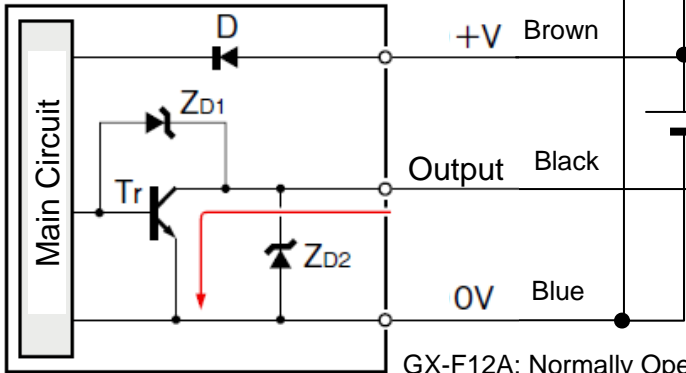 D
+V Brown
ZD1
Main Circuit
Output Black
Tr
ZD2
0V Blue
GX-F12A: Normally Ope